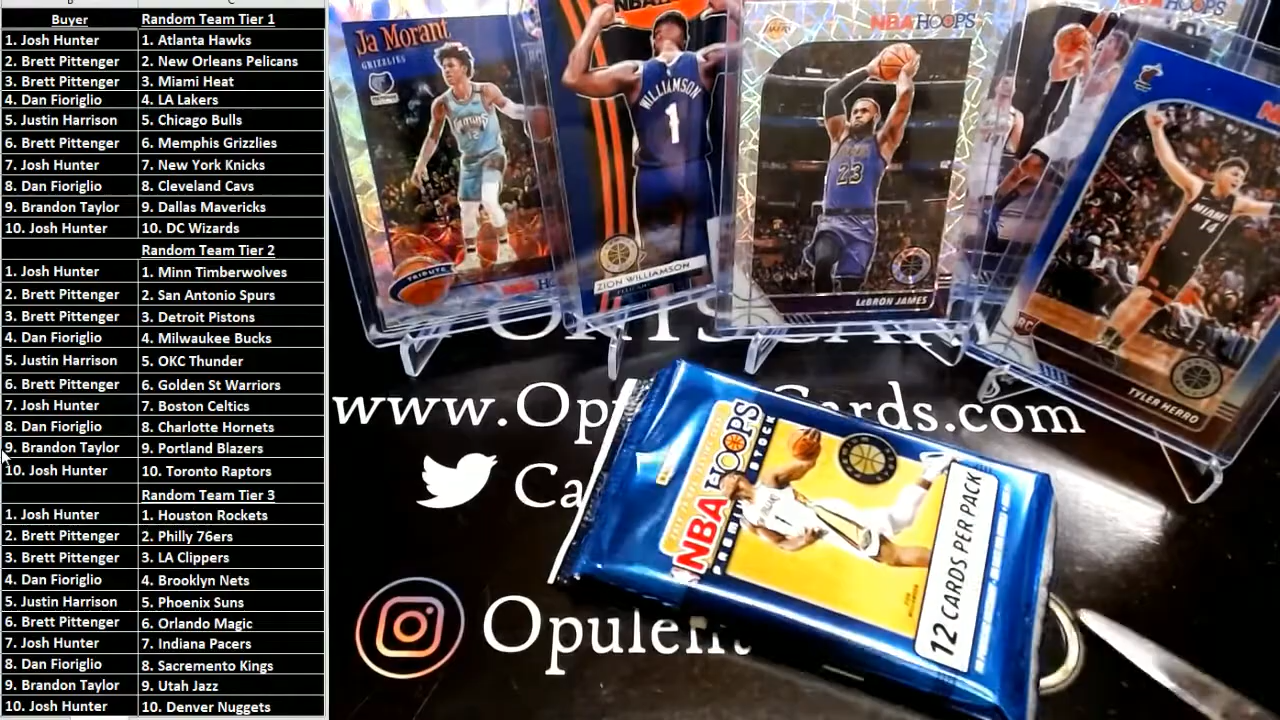 Buyer Random Team Tier 1
1. Josh Hunter 1. Atlanta Hawks
2. Brett Pittenger 2. New Orleans Pelicans
3. Brett Pittenger 3. Miami Heat
4. Dan Fioriglio 4. LA Lakers
5. Justin Harrison 5. Chicago Bulls
6. Brett Pittenger 6. Memphis Grizzlies
7. Josh Hunter 7. New York Knicks
8. Dan Fioriglio 8. Cleveland Cavs
9. Brandon Taylor 9. Dallas Mavericks
10. Josh Hunter 10. DC Wizards
Random Team Tier 2
1. Josh Hunter 1. Minn Timberwolves
2. Brett Pittenger 2. San Antonio Spurs
3. Brett Pittenger 3. Detroit Pistons
4. Dan Fioriglio 4. Milwaukee Bucks
5. Justin Harrison 5. OKC Thunder
6. Brett Pittenger 6. Golden St Warriors
7. Josh Hunter 7. Boston Celtics
8. Dan Fioriglio 8. Charlotte Hornets
9. Brandon Taylor 9. Portland Blazers
10. Josh Hunter 10. Toronto Raptors
Random Team Tier 3
1. Josh Hunter 1. Houston Rockets
2. Brett Pittenger 2. Philly 76ers
3. Brett Pittenger 3. LA Clippers
4. Dan Fioriglio 4. Brooklyn Nets
5. Justin Harrison 5. Phoenix Suns
6. Brett Pittenger 6. Orlando Magic
7. Josh Hunter 7. Indiana Pacers
8. Dan Fioriglio 8. Sacremento Kings
9. Brandon Taylor 9. Utah Jazz
10. Josh Hunter 10. Denver Nuggets
Ja Morant
GRIZZLIES
TRIBUTE
WILLIAMSON
1
ZION WILLIAMSON
NBA HOOPS
23
LeBRON JAMES
MIAMI
14
RC
TYLER HERRO
www.Op Cards.com
Ca
Opulent
NBA HOOPS
PREMIUM STOCK
12 CARDS PER PACK